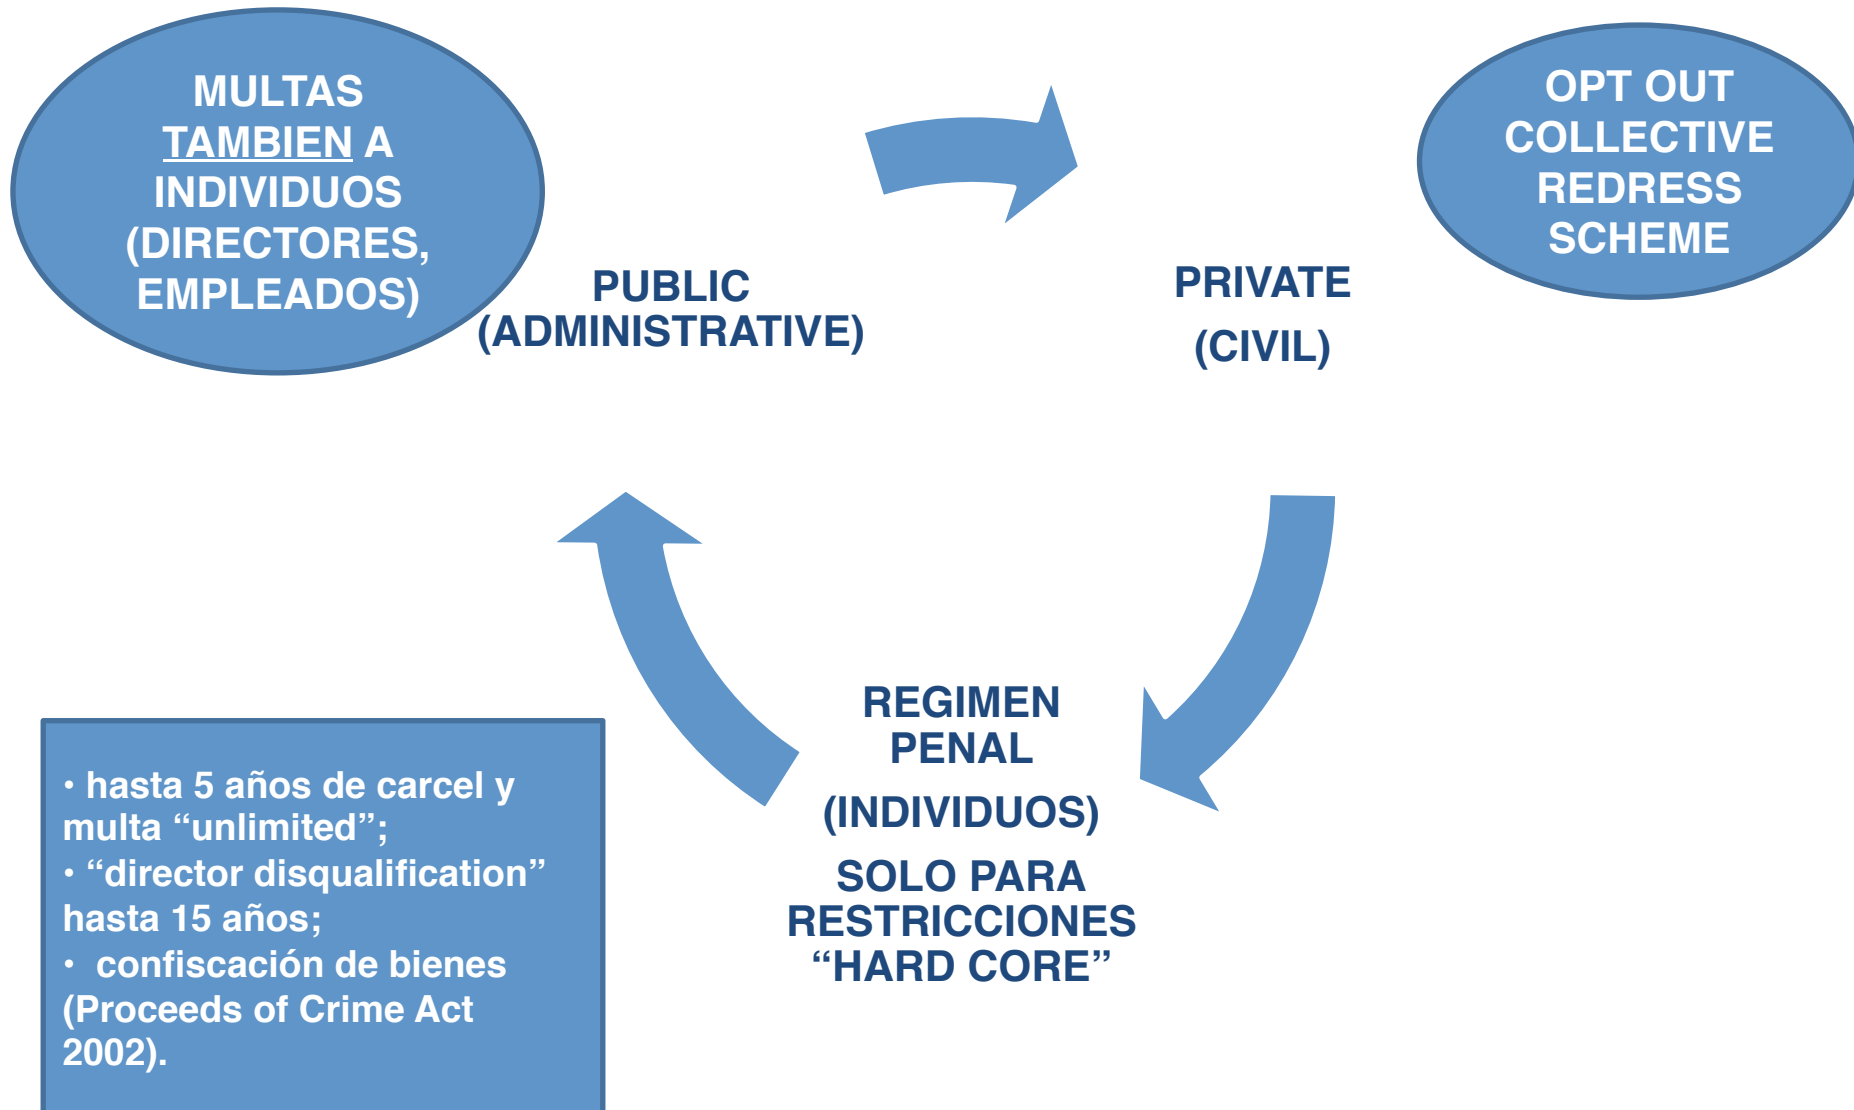 MULTAS
TAMBIEN A
INDIVIDUOS
(DIRECTORES,
EMPLEADOS)
PUBLIC
(ADMINISTRATIVE)
PRIVATE
(CIVIL)
OPT OUT
COLLECTIVE
REDRESS
SCHEME
REGIMEN
PENAL
(INDIVIDUOS)
SOLO PARA
RESTRICCIONES
“HARD CORE”
• hasta 5 años de carcel y
multa “unlimited”;
• “director disqualification”
hasta 15 años;
• confiscación de bienes
(Proceeds of Crime Act
2002).